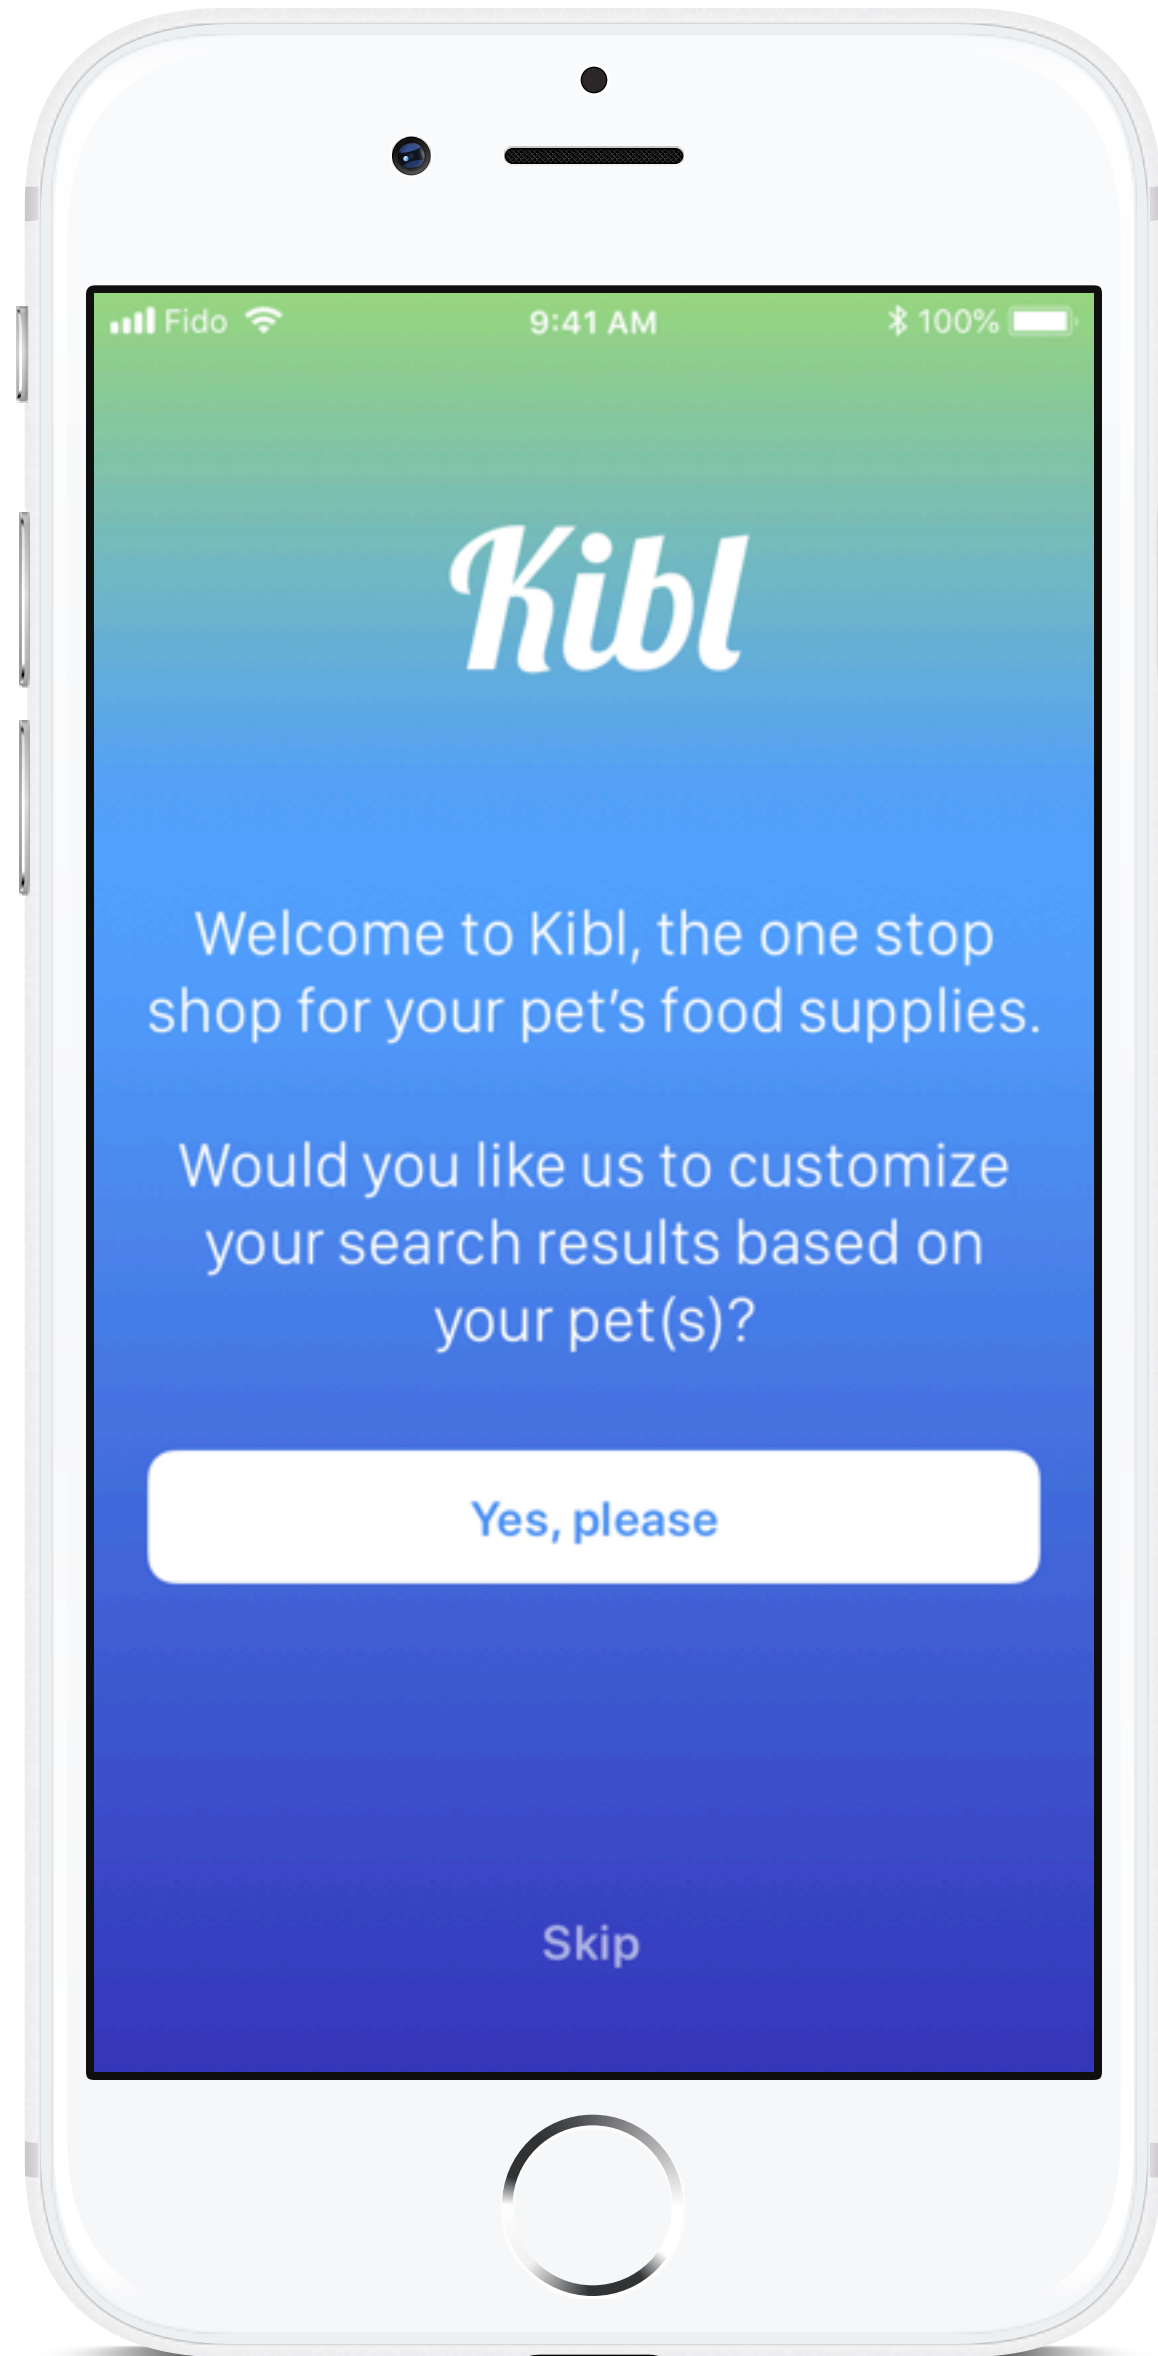 Fido 9:41 AM 100%
Kibl
Welcome to Kibl, the one stop
shop for your pet’s food supplies.
Would you like us to customize
your search results based on
your pet(s)?
Yes, please
Skip